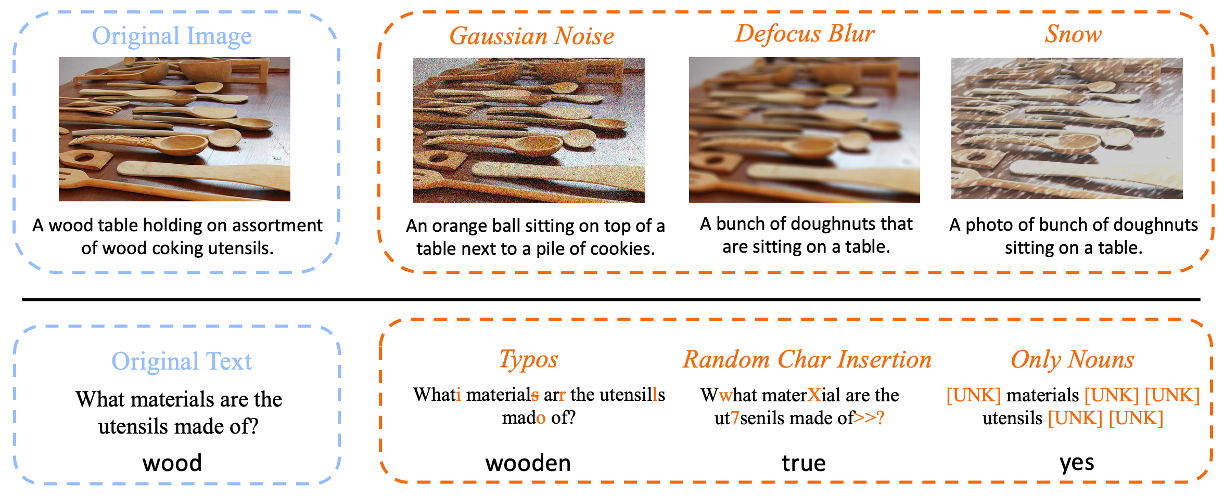 Original Image
A wood table holding on assortment
of wood coking utensils.
Gaussian Noise
An orange ball sitting on top of a
table next to a pile of cookies.
Defocus Blur
A bunch of doughnuts that
are sitting on a table.
Snow
A photo of bunch of doughnuts
sitting on a table.
Original Text
What materials are the
utensils made of?
wood
Typos
Whati materials arr the utensills
mado of?
wooden
Random Char Insertion
Wwhat materXial are the
ut7senils made of>>?
true
Only Nouns
[UNK] materials [UNK] [UNK]
utensils [UNK] [UNK]
yes